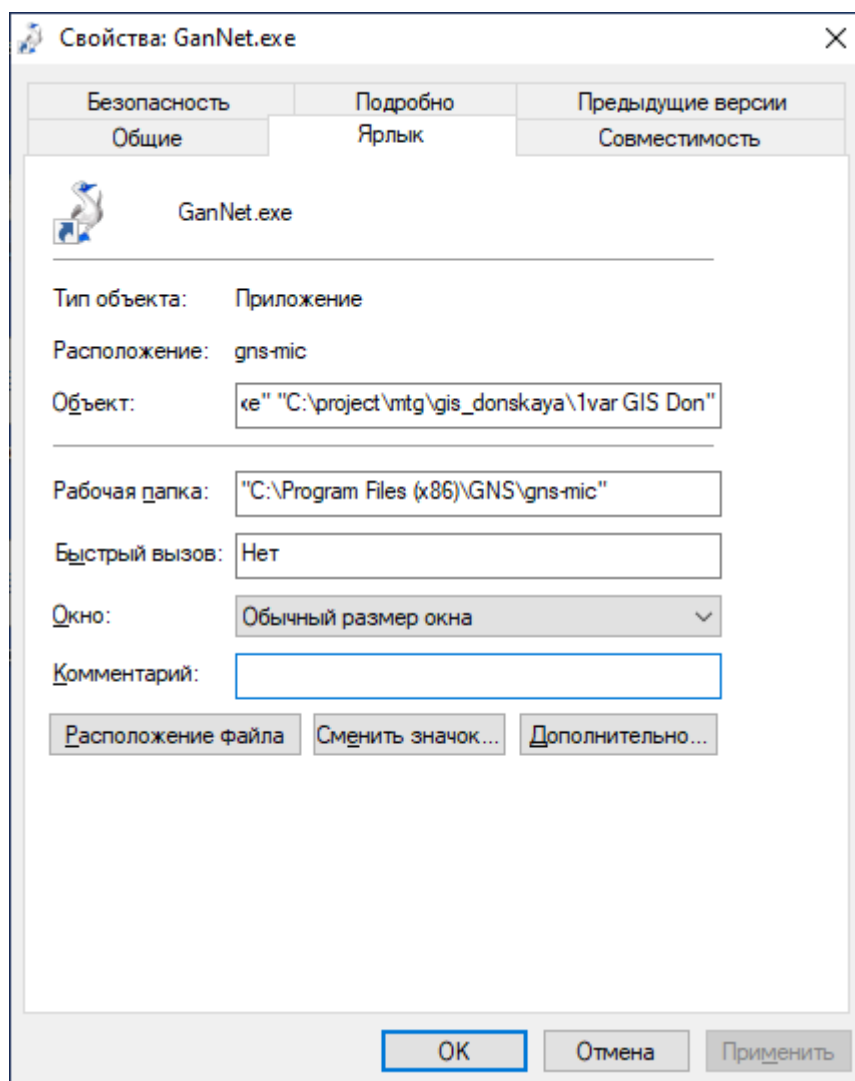 Свойства: GanNet.exe
Безопасность Подробно Предыдущие версии
Общие Ярлык Совместимость
GanNet.exe
Тип объекта: Приложение
Расположение: gns-mic
Объект: ке" "C:\project\mtg\gis_donskaya\1var GIS Don"
Рабочая папка: "C:\Program Files (x86)\GNS\gns-mic"
Быстрый вызов: Нет
Окно: Обычный размер окна
Комментарий:
Расположение файла Сменить значок... Дополнительно...
OK Отмена Применить